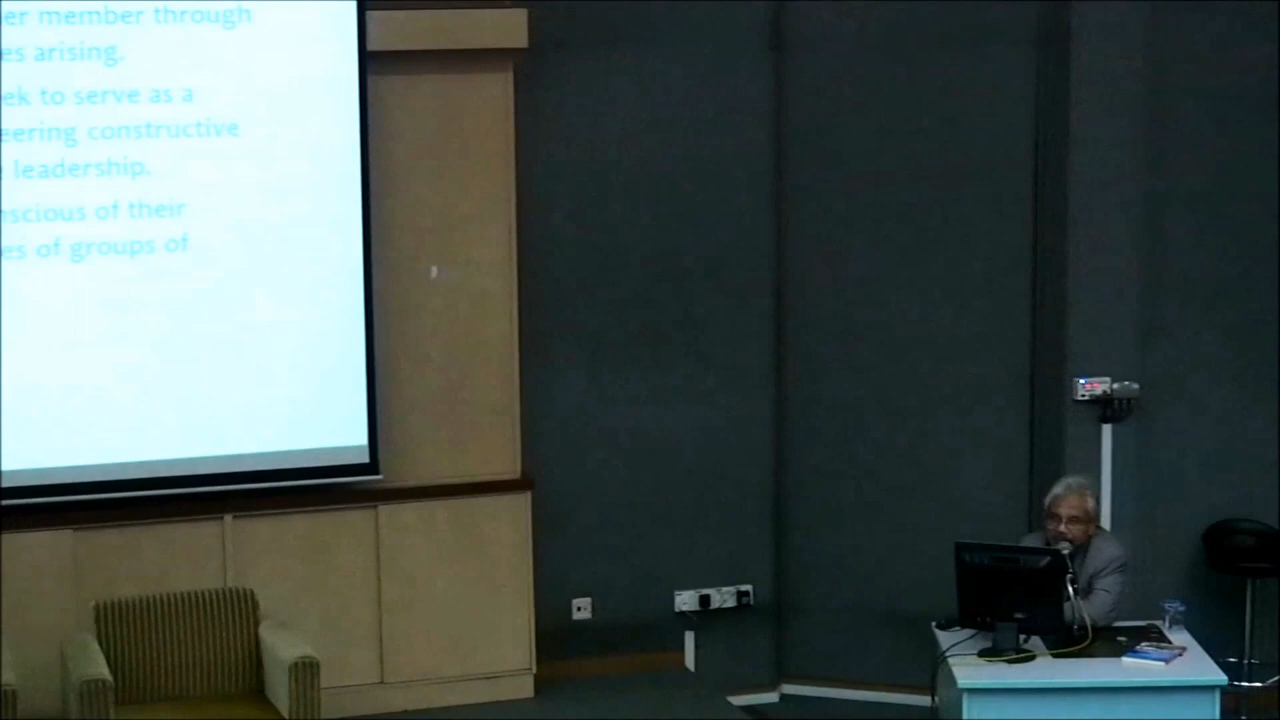 er member through
es arising.
ek to serve as a
eering constructive
leadership.
nscious of their
es of groups of